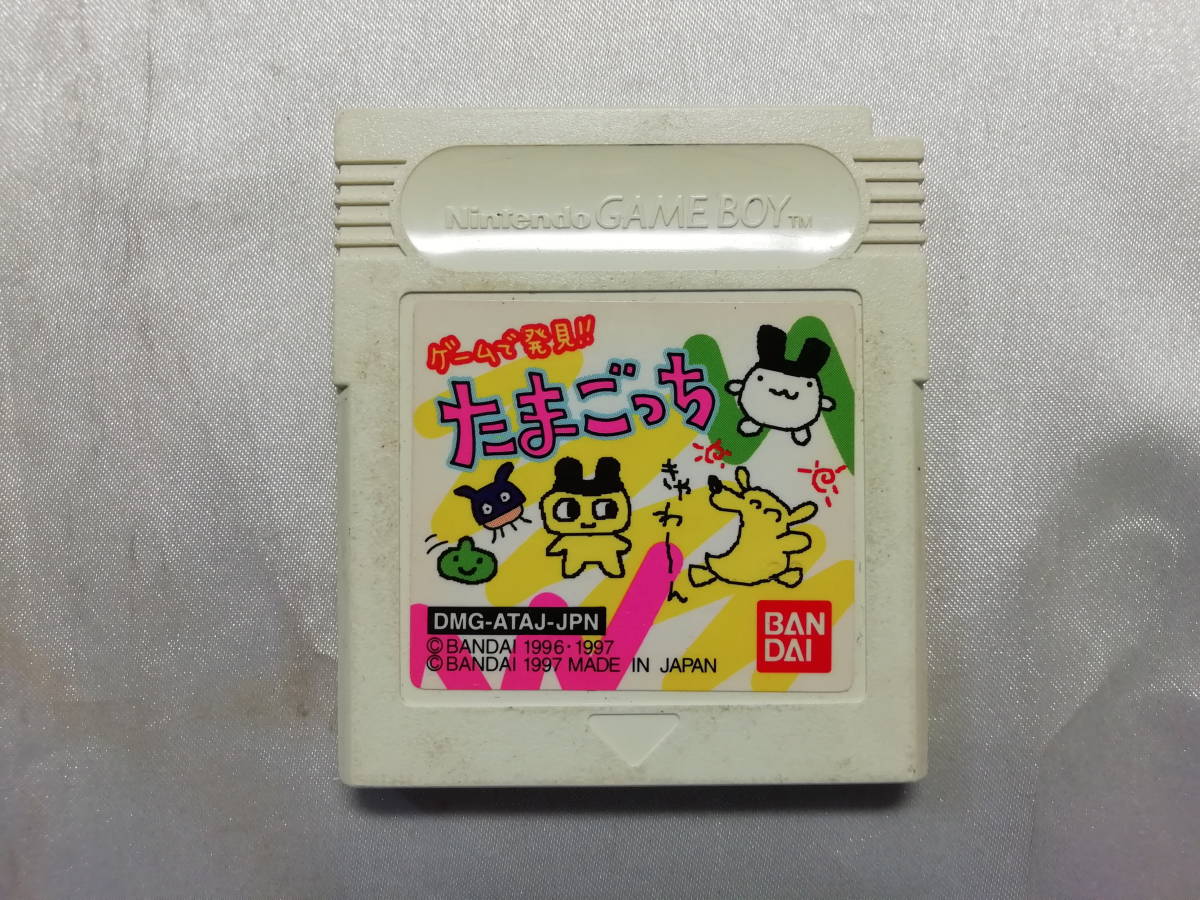 Nintendo GAME BOY TM
ゲームで発見!!
たまごっち
きゃわーん
DMG-ATAJ-JPN
©BANDAI 1996・1997
©BANDAI 1997 MADE IN JAPAN
BAN
DAI